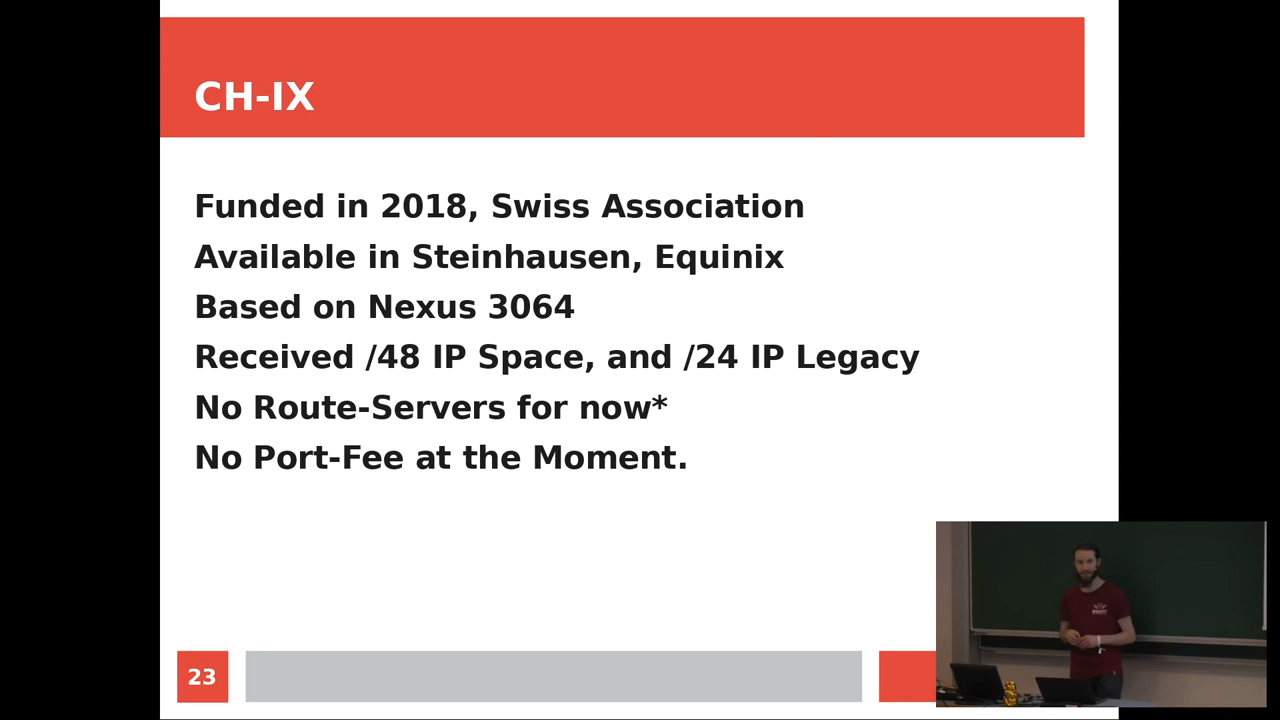 CH-IX
Funded in 2018, Swiss Association
Available in Steinhausen, Equinix
Based on Nexus 3064
Received /48 IP Space, and /24 IP Legacy
No Route-Servers for now*
No Port-Fee at the Moment.
23